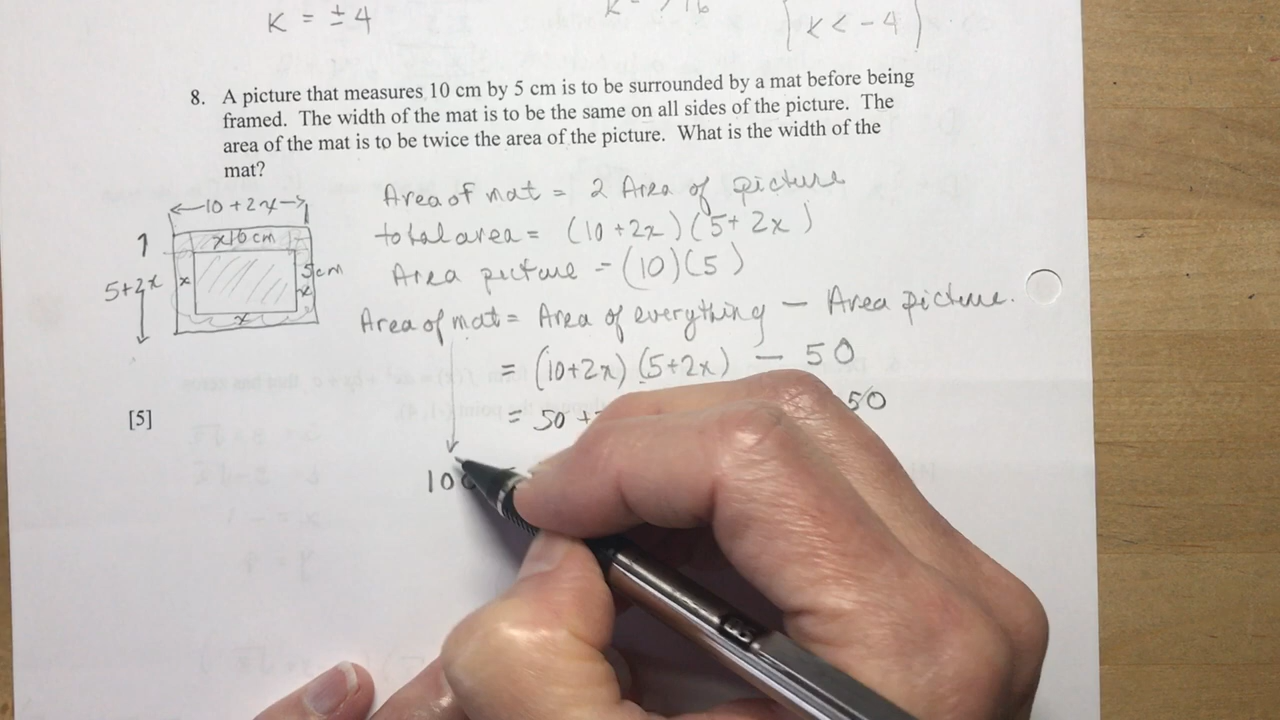 K = ±4
K < -4
8. A picture that measures 10 cm by 5 cm is to be surrounded by a mat before being
framed. The width of the mat is to be the same on all sides of the picture. The
area of the mat is to be twice the area of the picture. What is the width of the
mat?
Area of mat = 2 Area of picture
10 + 2x
total area = (10+2x)(5+2x)
x 10 cm
Area picture = (10)(5)
5cm
5+2x
x
x
x
Area of mat = Area of everything - Area picture.
= (10+2x)(5+2x) - 50
[5]
= 50 + 50
100